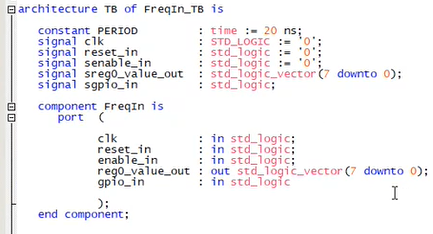 architecture TB of FreqIn_TB is
constant PERIOD : time := 20 ns;
signal clk : STD_LOGIC := '0';
signal reset_in : std_logic := '0';
signal senable_in : std_logic := '0';
signal sreg0_value_out : std_logic_vector(7 downto 0);
signal sgpio_in : std_logic;
component FreqIn is
port (
clk : in std_logic;
reset_in : in std_logic;
enable_in : in std_logic;
reg0_value_out : out std_logic_vector(7 downto 0);
gpio_in : in std_logic
);
end component;